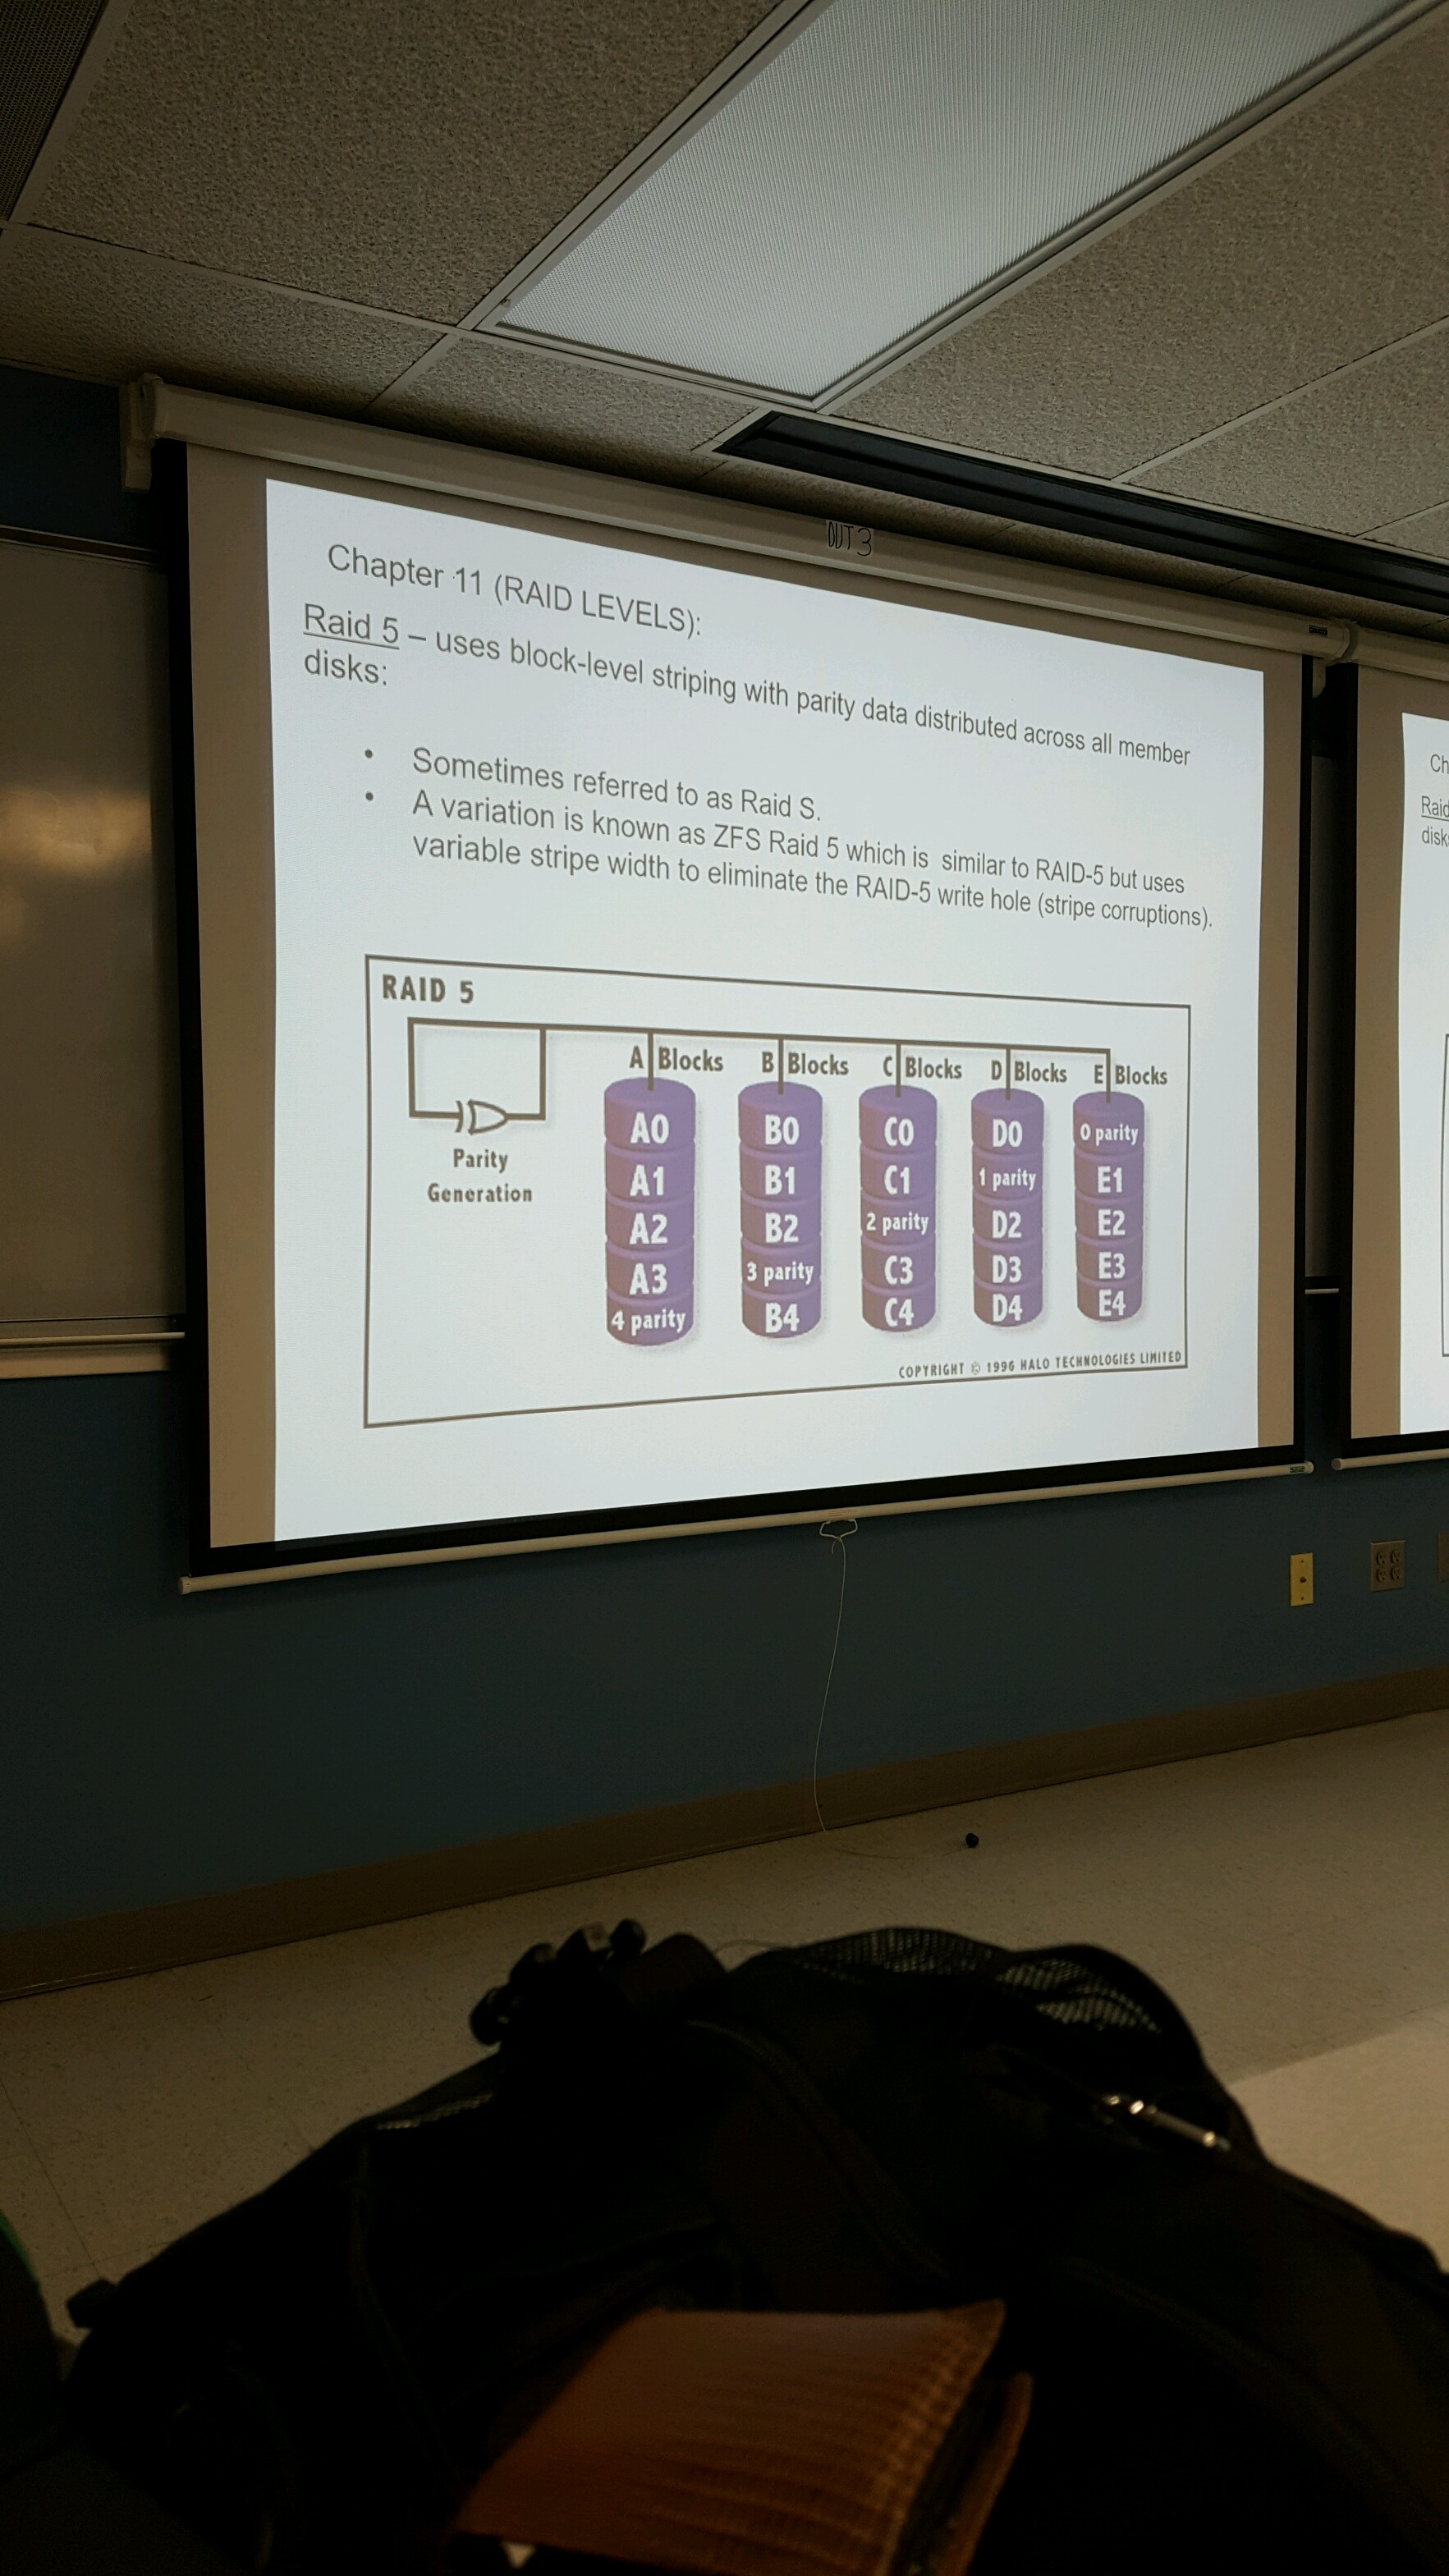 OUT 3
Chapter 11 (RAID LEVELS):
Raid 5 – uses block-level striping with parity data distributed across all member
disks:
• Sometimes referred to as Raid S.
• A variation is known as ZFS Raid 5 which is similar to RAID-5 but uses
variable stripe width to eliminate the RAID-5 write hole (stripe corruptions).
RAID 5
A Blocks B Blocks C Blocks D Blocks E Blocks
A0 B0 C0 D0 0 parity
A1 B1 C1 1 parity E1
A2 B2 2 parity D2 E2
A3 3 parity C3 D3 E3
4 parity B4 C4 D4 E4
Parity
Generation
COPYRIGHT © 1996 HALO TECHNOLOGIES LIMITED
Ch
Raid
disk